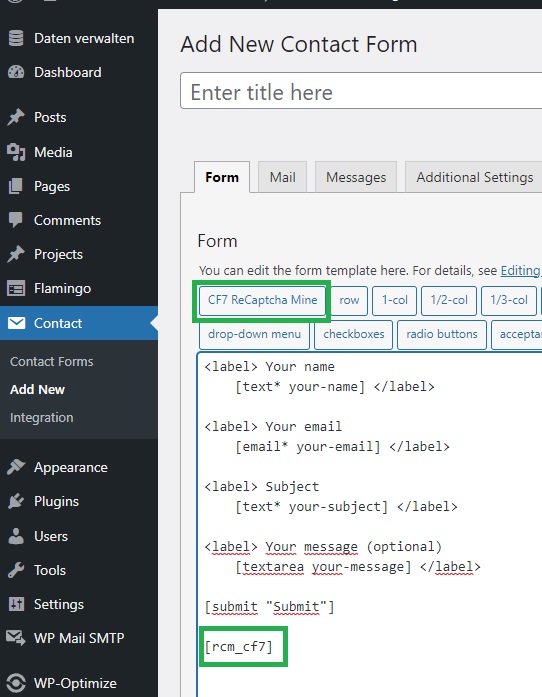 Daten verwalten
Dashboard
Posts
Media
Pages
Comments
Projects
Flamingo
Contact
Contact Forms
Add New
Integration
Appearance
Plugins
Users
Tools
Settings
WP Mail SMTP
WP-Optimize
Add New Contact Form
Enter title here
Form Mail Messages Additional Settings
Form
You can edit the form template here. For details, see Editing
CF7 ReCaptcha Mine row 1-col 1/2-col 1/3-col
drop-down menu checkboxes radio buttons accepta
<label> Your name
[text* your-name] </label>
<label> Your email
[email* your-email] </label>
<label> Subject
[text* your-subject] </label>
<label> Your message (optional)
[textarea your-message] </label>
[submit "Submit"]
[rcm_cf7]